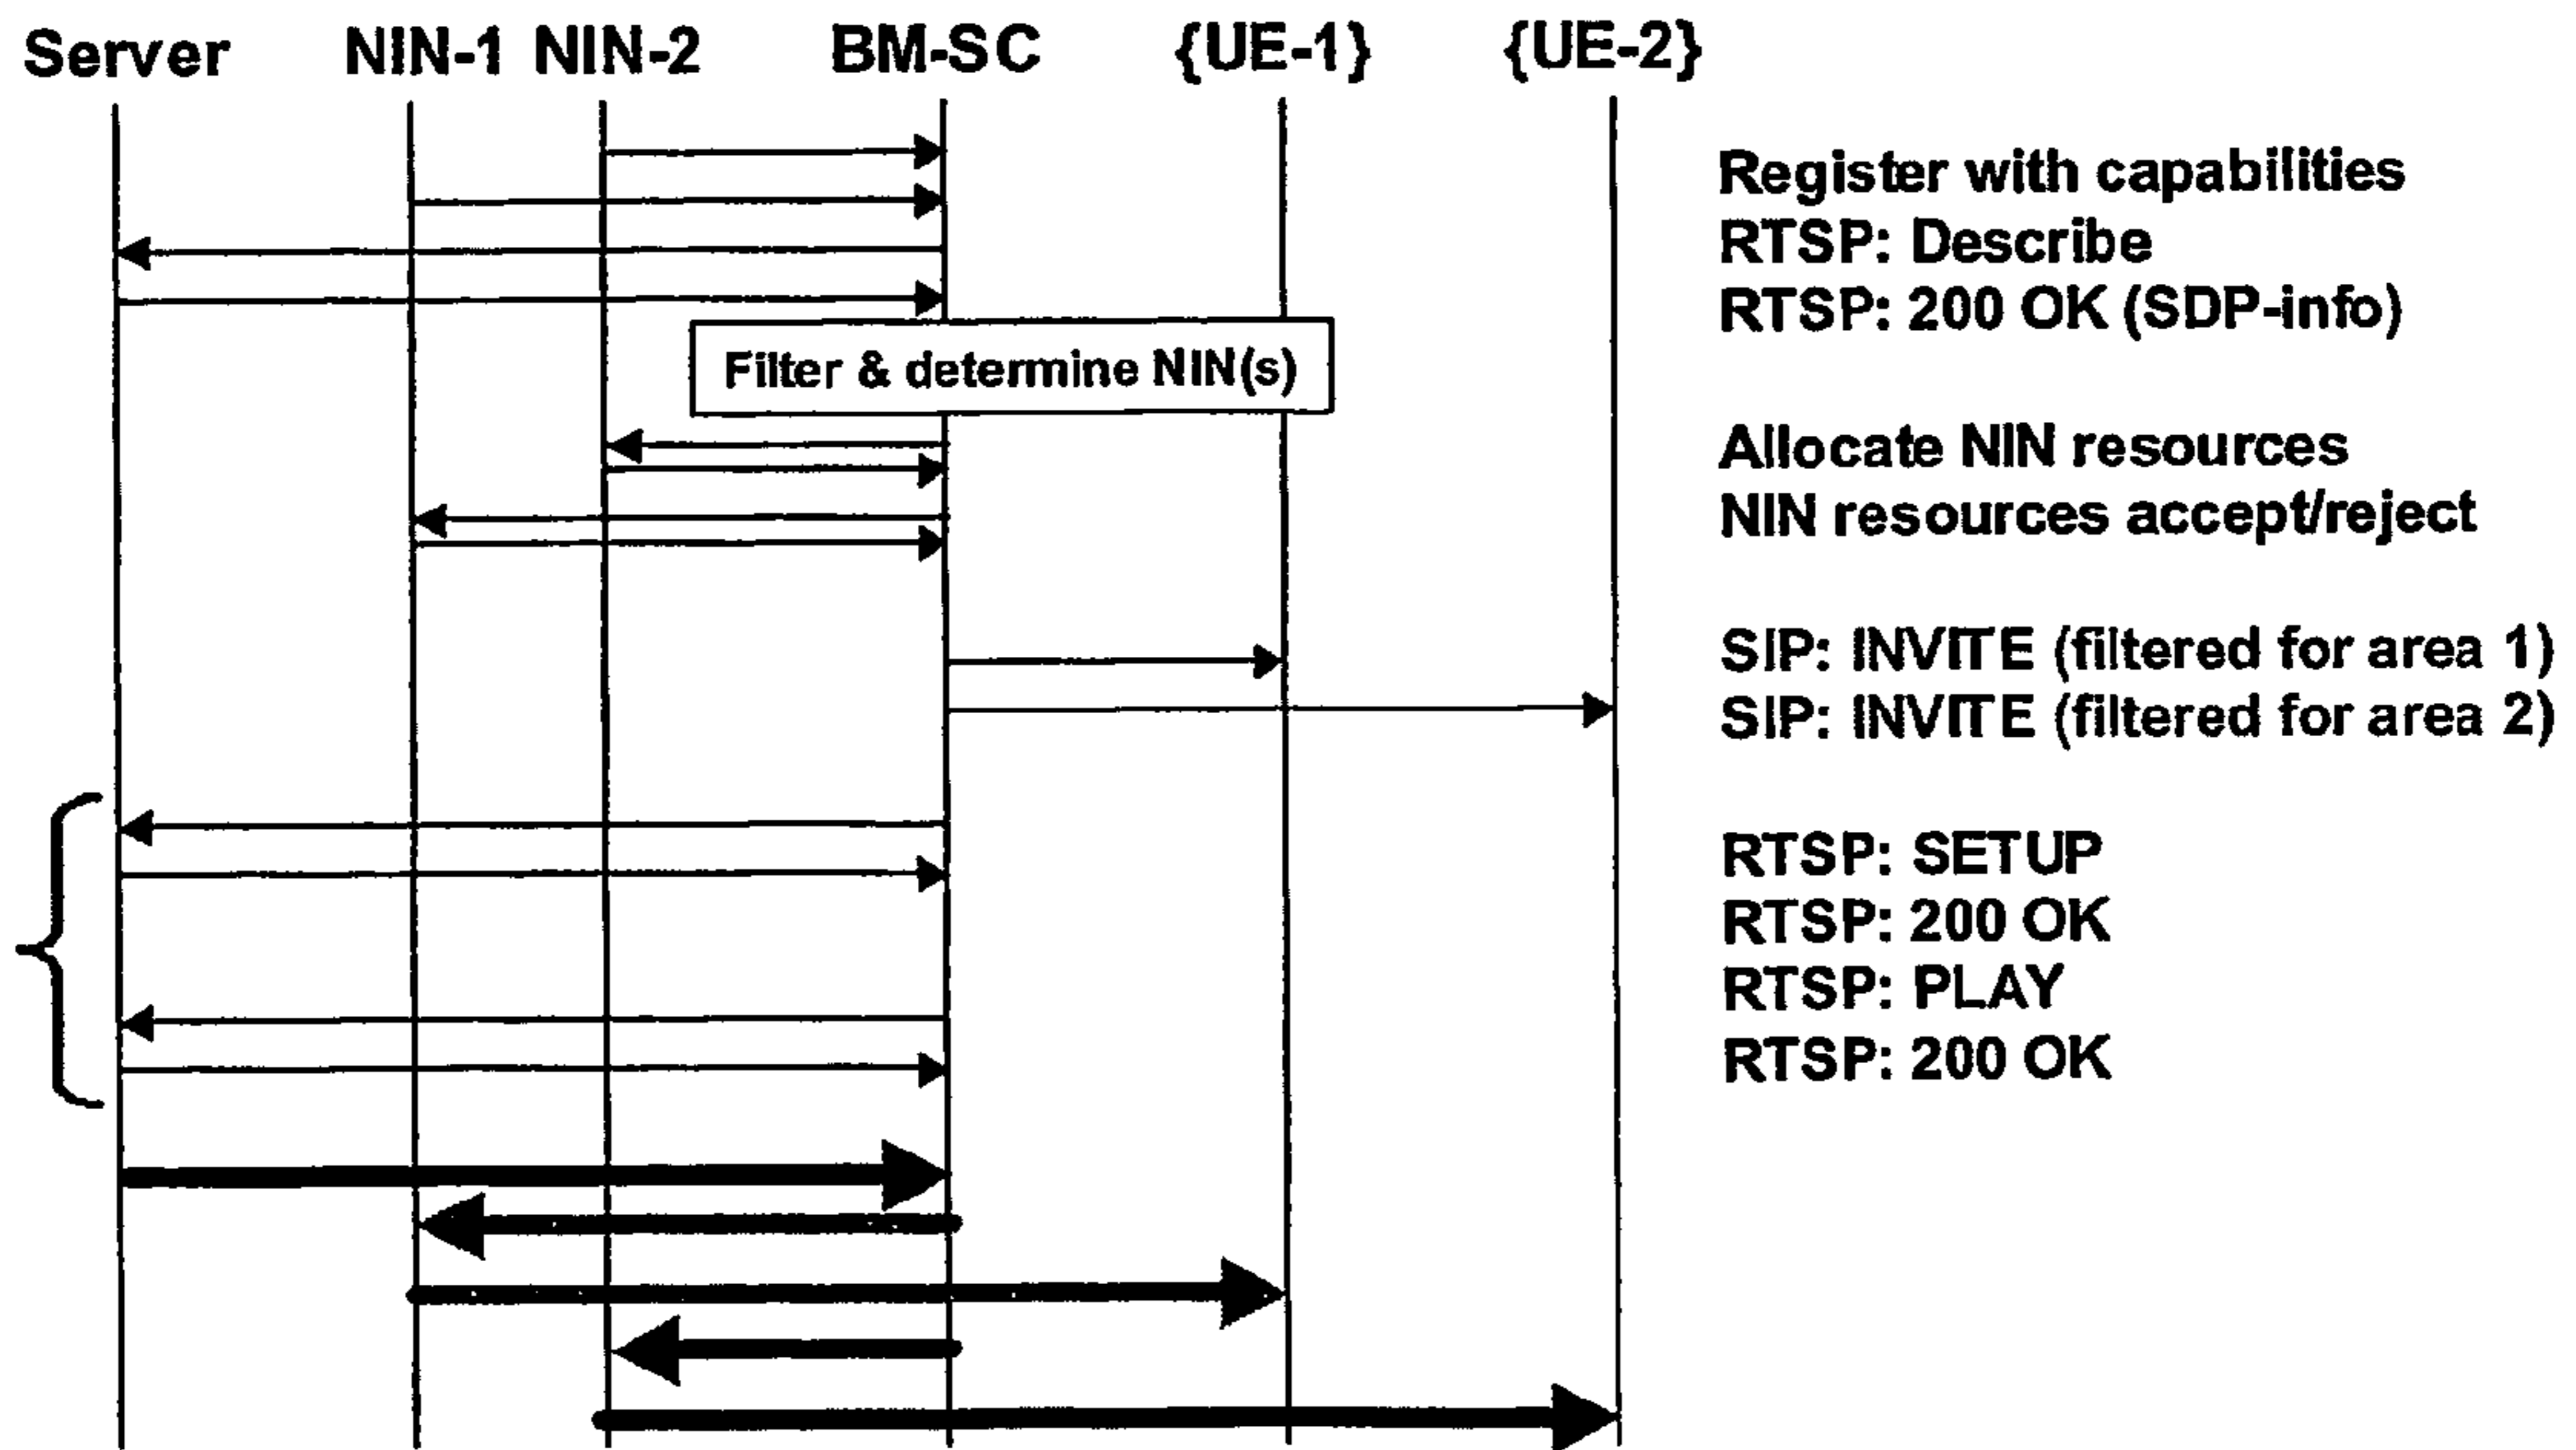 Server NIN-1 NIN-2 BM-SC {UE-1} {UE-2}
Register with capabilities
RTSP: Describe
RTSP: 200 OK (SDP-info)
Filter & determine NIN(s)
Allocate NIN resources
NIN resources accept/reject
SIP: INVITE (filtered for area 1)
SIP: INVITE (filtered for area 2)
RTSP: SETUP
RTSP: 200 OK
RTSP: PLAY
RTSP: 200 OK